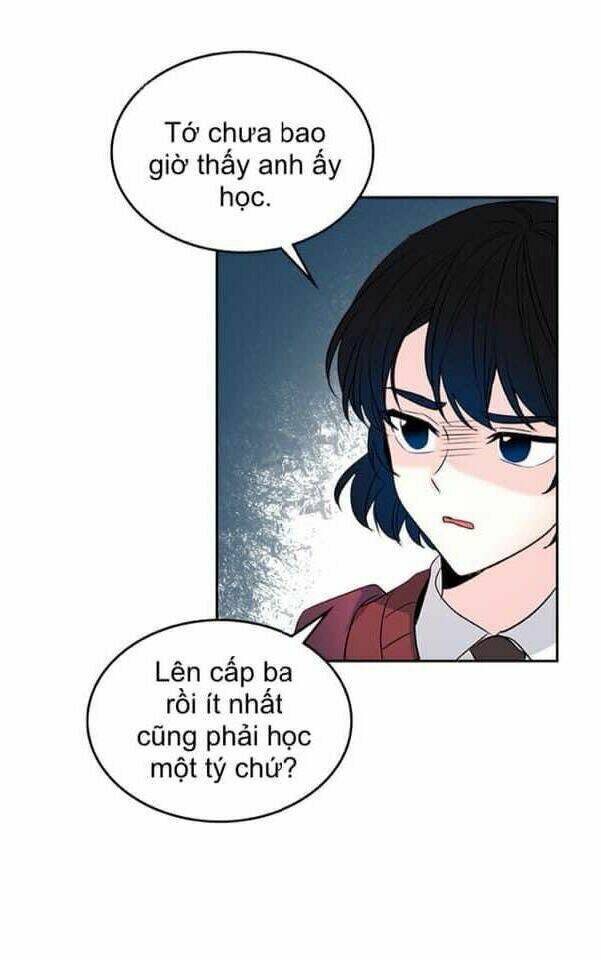 Tớ chưa bao
giờ thấy anh ấy
học.
Lên cấp ba
rồi ít nhất
cũng phải học
một tý chứ?